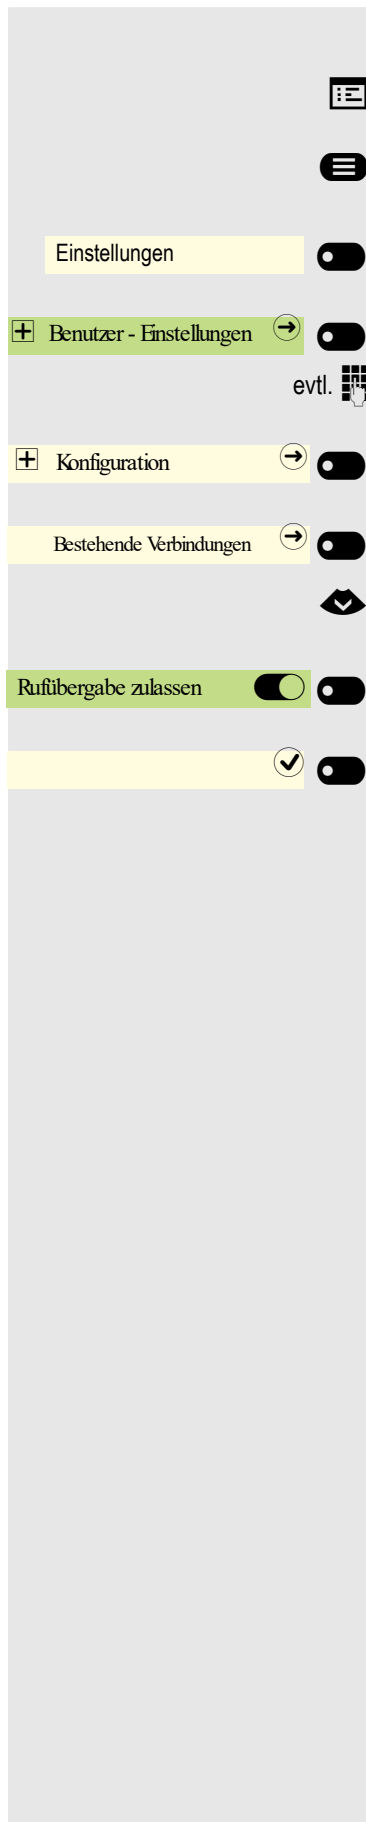 Einstellungen
Benutzer - Einstellungen
evtl.
Konfiguration
Bestehende Verbindungen
Rufübergabe zulassen